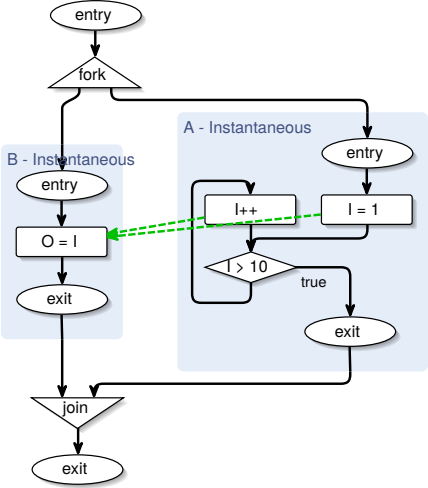 entry
fork
A - Instantaneous
B - Instantaneous
entry
entry
I++
I = 1
O = I
I > 10
true
exit
exit
join
exit